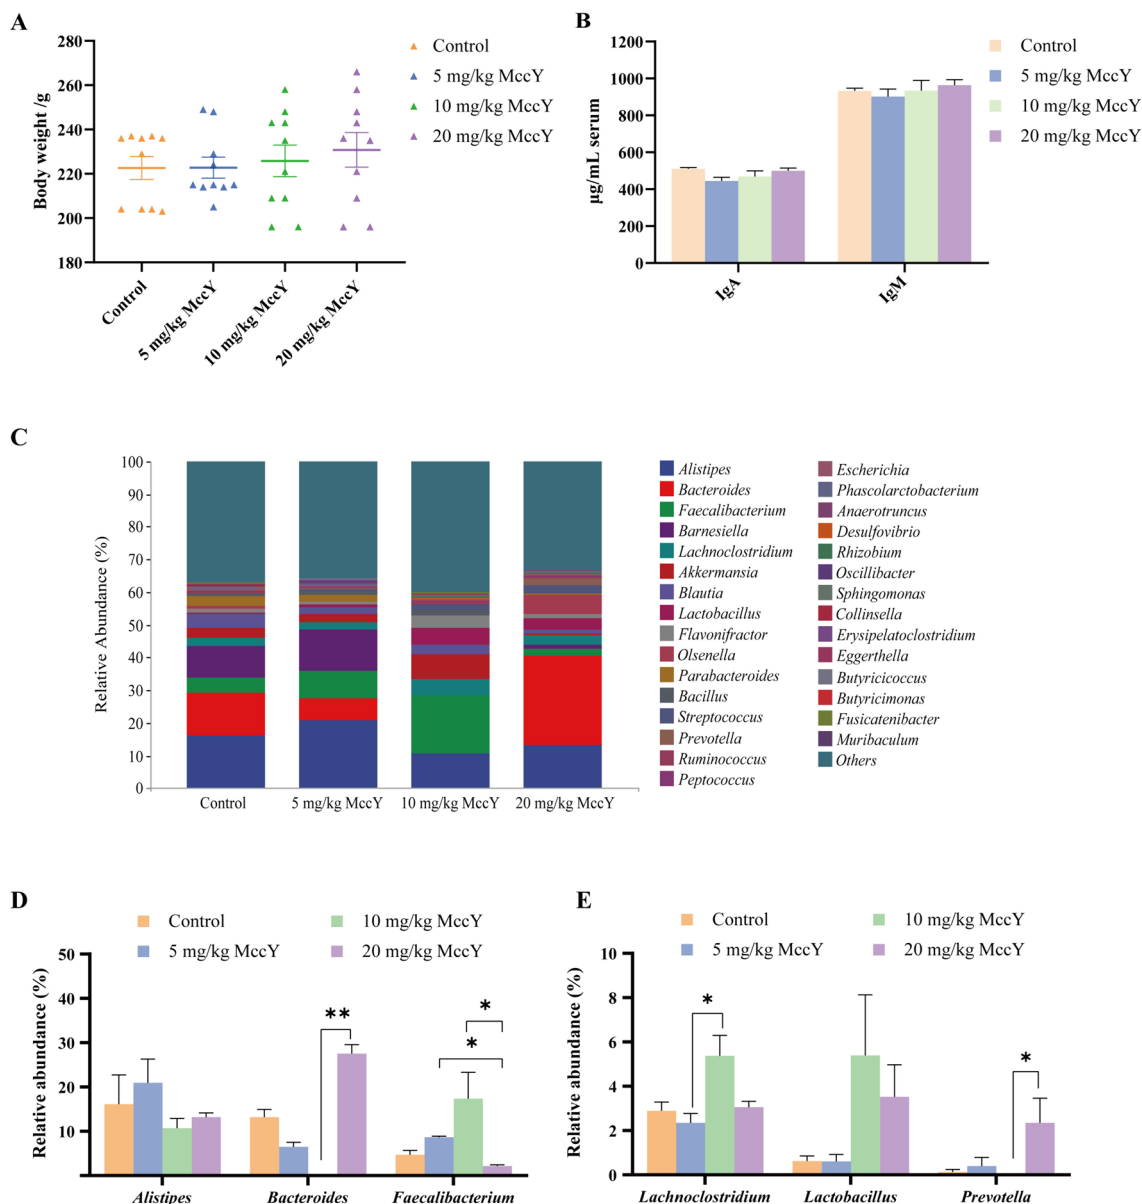 A
Body weight /g
280
260
240
220
200
180
Control
5 mg/kg MccY
10 mg/kg MccY
20 mg/kg MccY
Control
5 mg/kg MccY
10 mg/kg MccY
20 mg/kg MccY
B
µg/mL serum
1200
1000
800
600
400
200
0
IgA
IgM
Control
5 mg/kg MccY
10 mg/kg MccY
20 mg/kg MccY
C
Relative Abundance (%)
100
90
80
70
60
50
40
30
20
10
0
Control
5 mg/kg MccY
10 mg/kg MccY
20 mg/kg MccY
Alistipes
Bacteroides
Faecalibacterium
Barnesiella
Lachnoclostridium
Akkermansia
Blautia
Lactobacillus
Flavonifractor
Olsenella
Parabacteroides
Bacillus
Streptococcus
Prevotella
Ruminococcus
Peptococcus
Escherichia
Phascolarctobacterium
Anaerotruncus
Desulfovibrio
Rhizobium
Oscillibacter
Sphingomonas
Collinsella
Erysipelatoclostridium
Eggerthella
Butyricicoccus
Butyricimonas
Fusicatenibacter
Muribaculum
Others
D
Control
5 mg/kg MccY
10 mg/kg MccY
20 mg/kg MccY
Relative abundance (%)
50
40
30
20
10
**
*
*
Alistipes
Bacteroides
Faecalibacterium
E
Control
5 mg/kg MccY
10 mg/kg MccY
20 mg/kg MccY
Relative abundance (%)
10
8
6
4
2
0
*
*
Lachnoclostridium
Lactobacillus
Prevotella